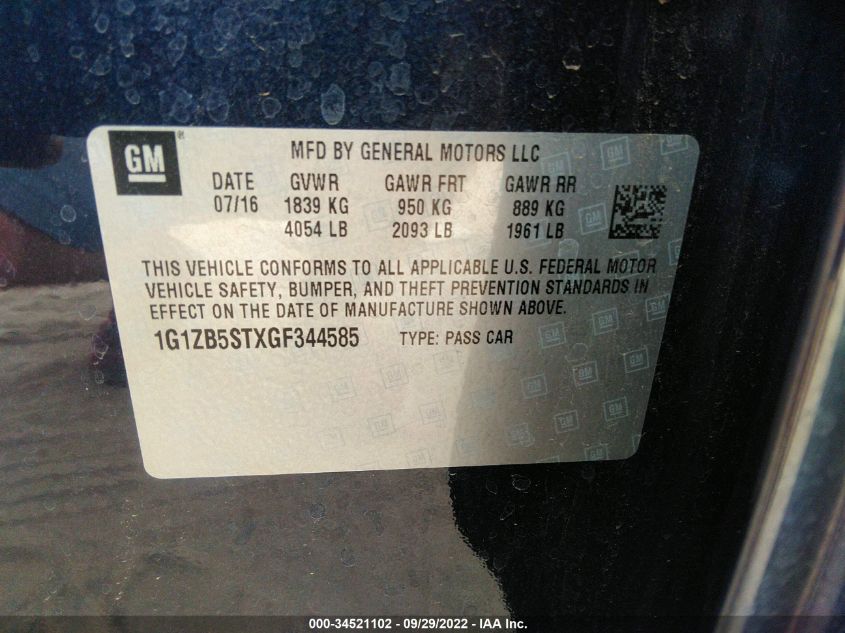 GM®
MFD BY GENERAL MOTORS LLC
DATE GVWR GAWR FRT GAWR RR
07/16 1839 KG 950 KG 889 KG
4054 LB 2093 LB 1961 LB
THIS VEHICLE CONFORMS TO ALL APPLICABLE U.S. FEDERAL MOTOR
VEHICLE SAFETY, BUMPER, AND THEFT PREVENTION STANDARDS IN
EFFECT ON THE DATE OF MANUFACTURE SHOWN ABOVE.
1G1ZB5STXGF344585 TYPE: PASS CAR
000-34521102 - 09/29/2022 - IAA Inc.